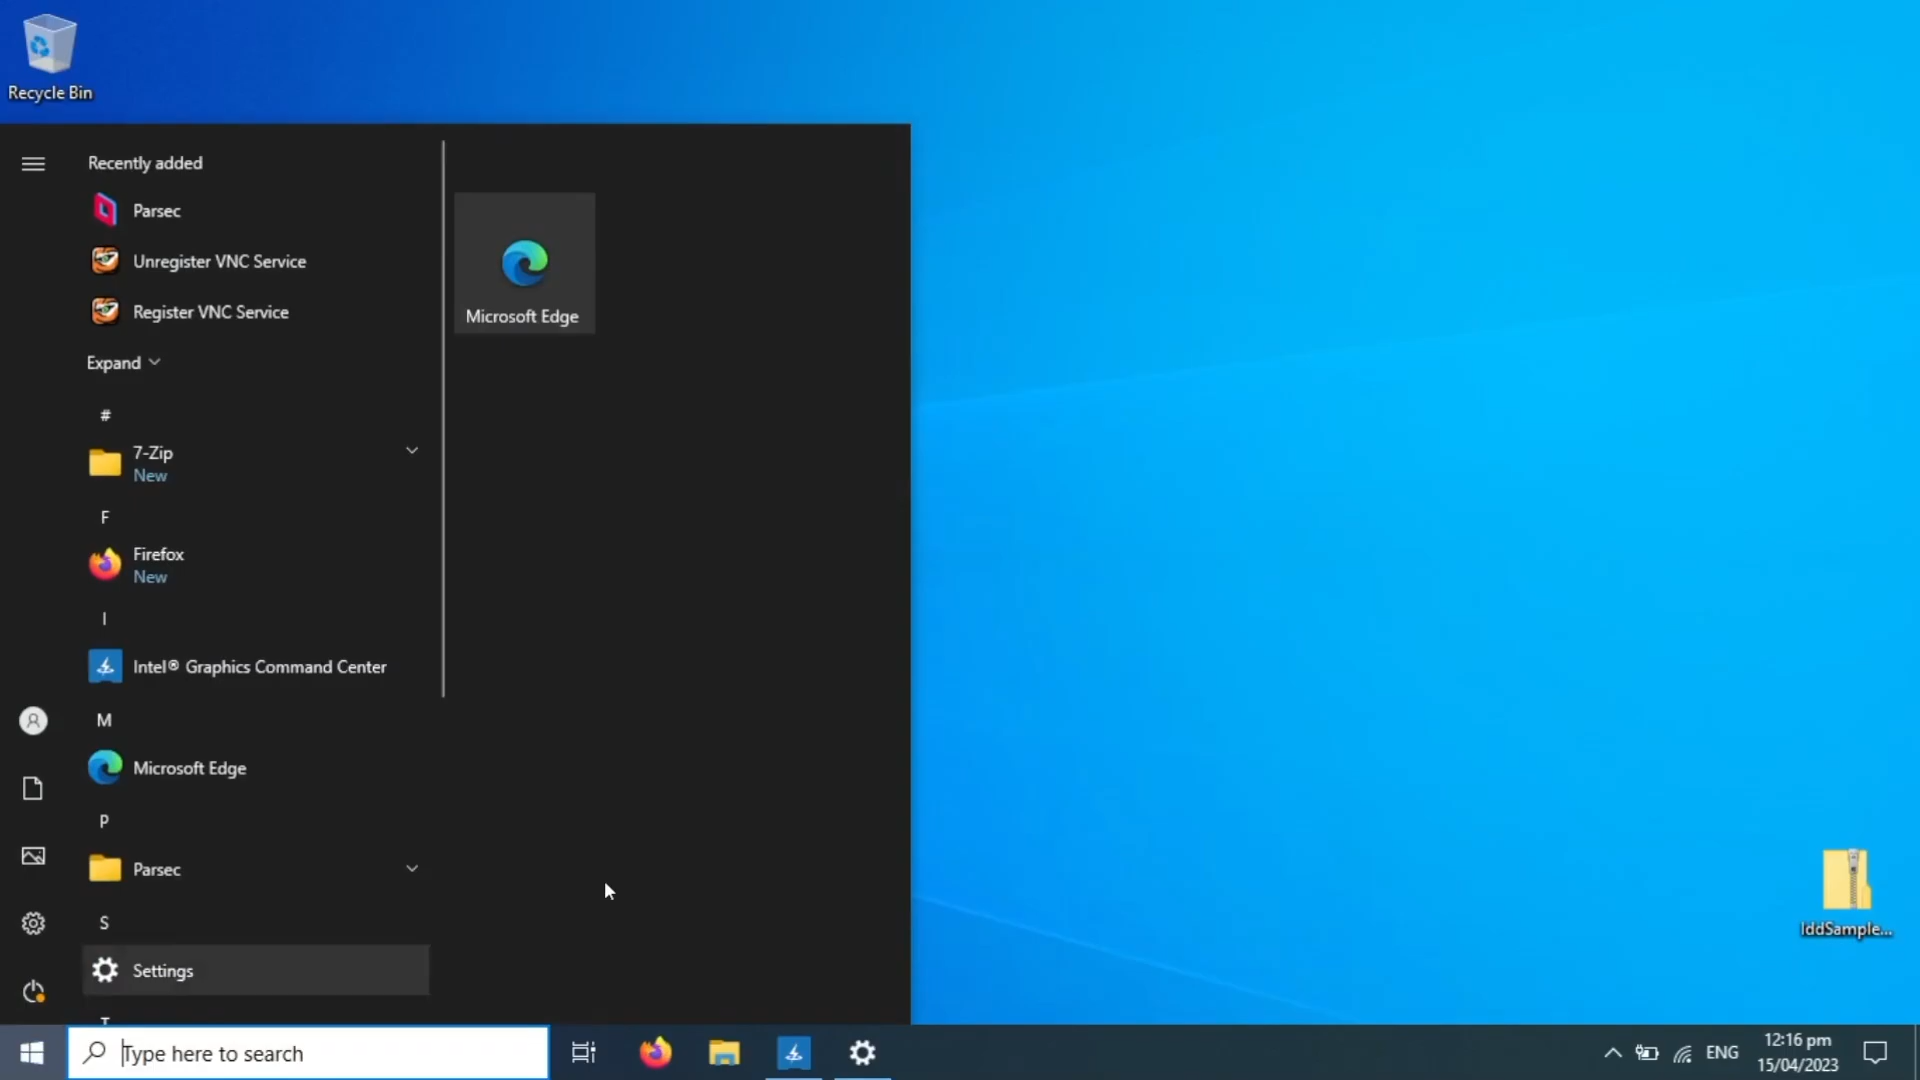 Recycle Bin
Recently added
Parsec
Unregister VNC Service
Register VNC Service
Expand
#
7-Zip
New
F
Firefox
New
I
Intel® Graphics Command Center
M
Microsoft Edge
P
Parsec
S
Settings
T
Microsoft Edge
IddSample...
Type here to search
ENG
12:16 pm
15/04/2023